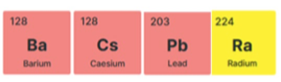 128 128 203 224
Ba Cs Pb Ra
Barium Caesium Lead Radium